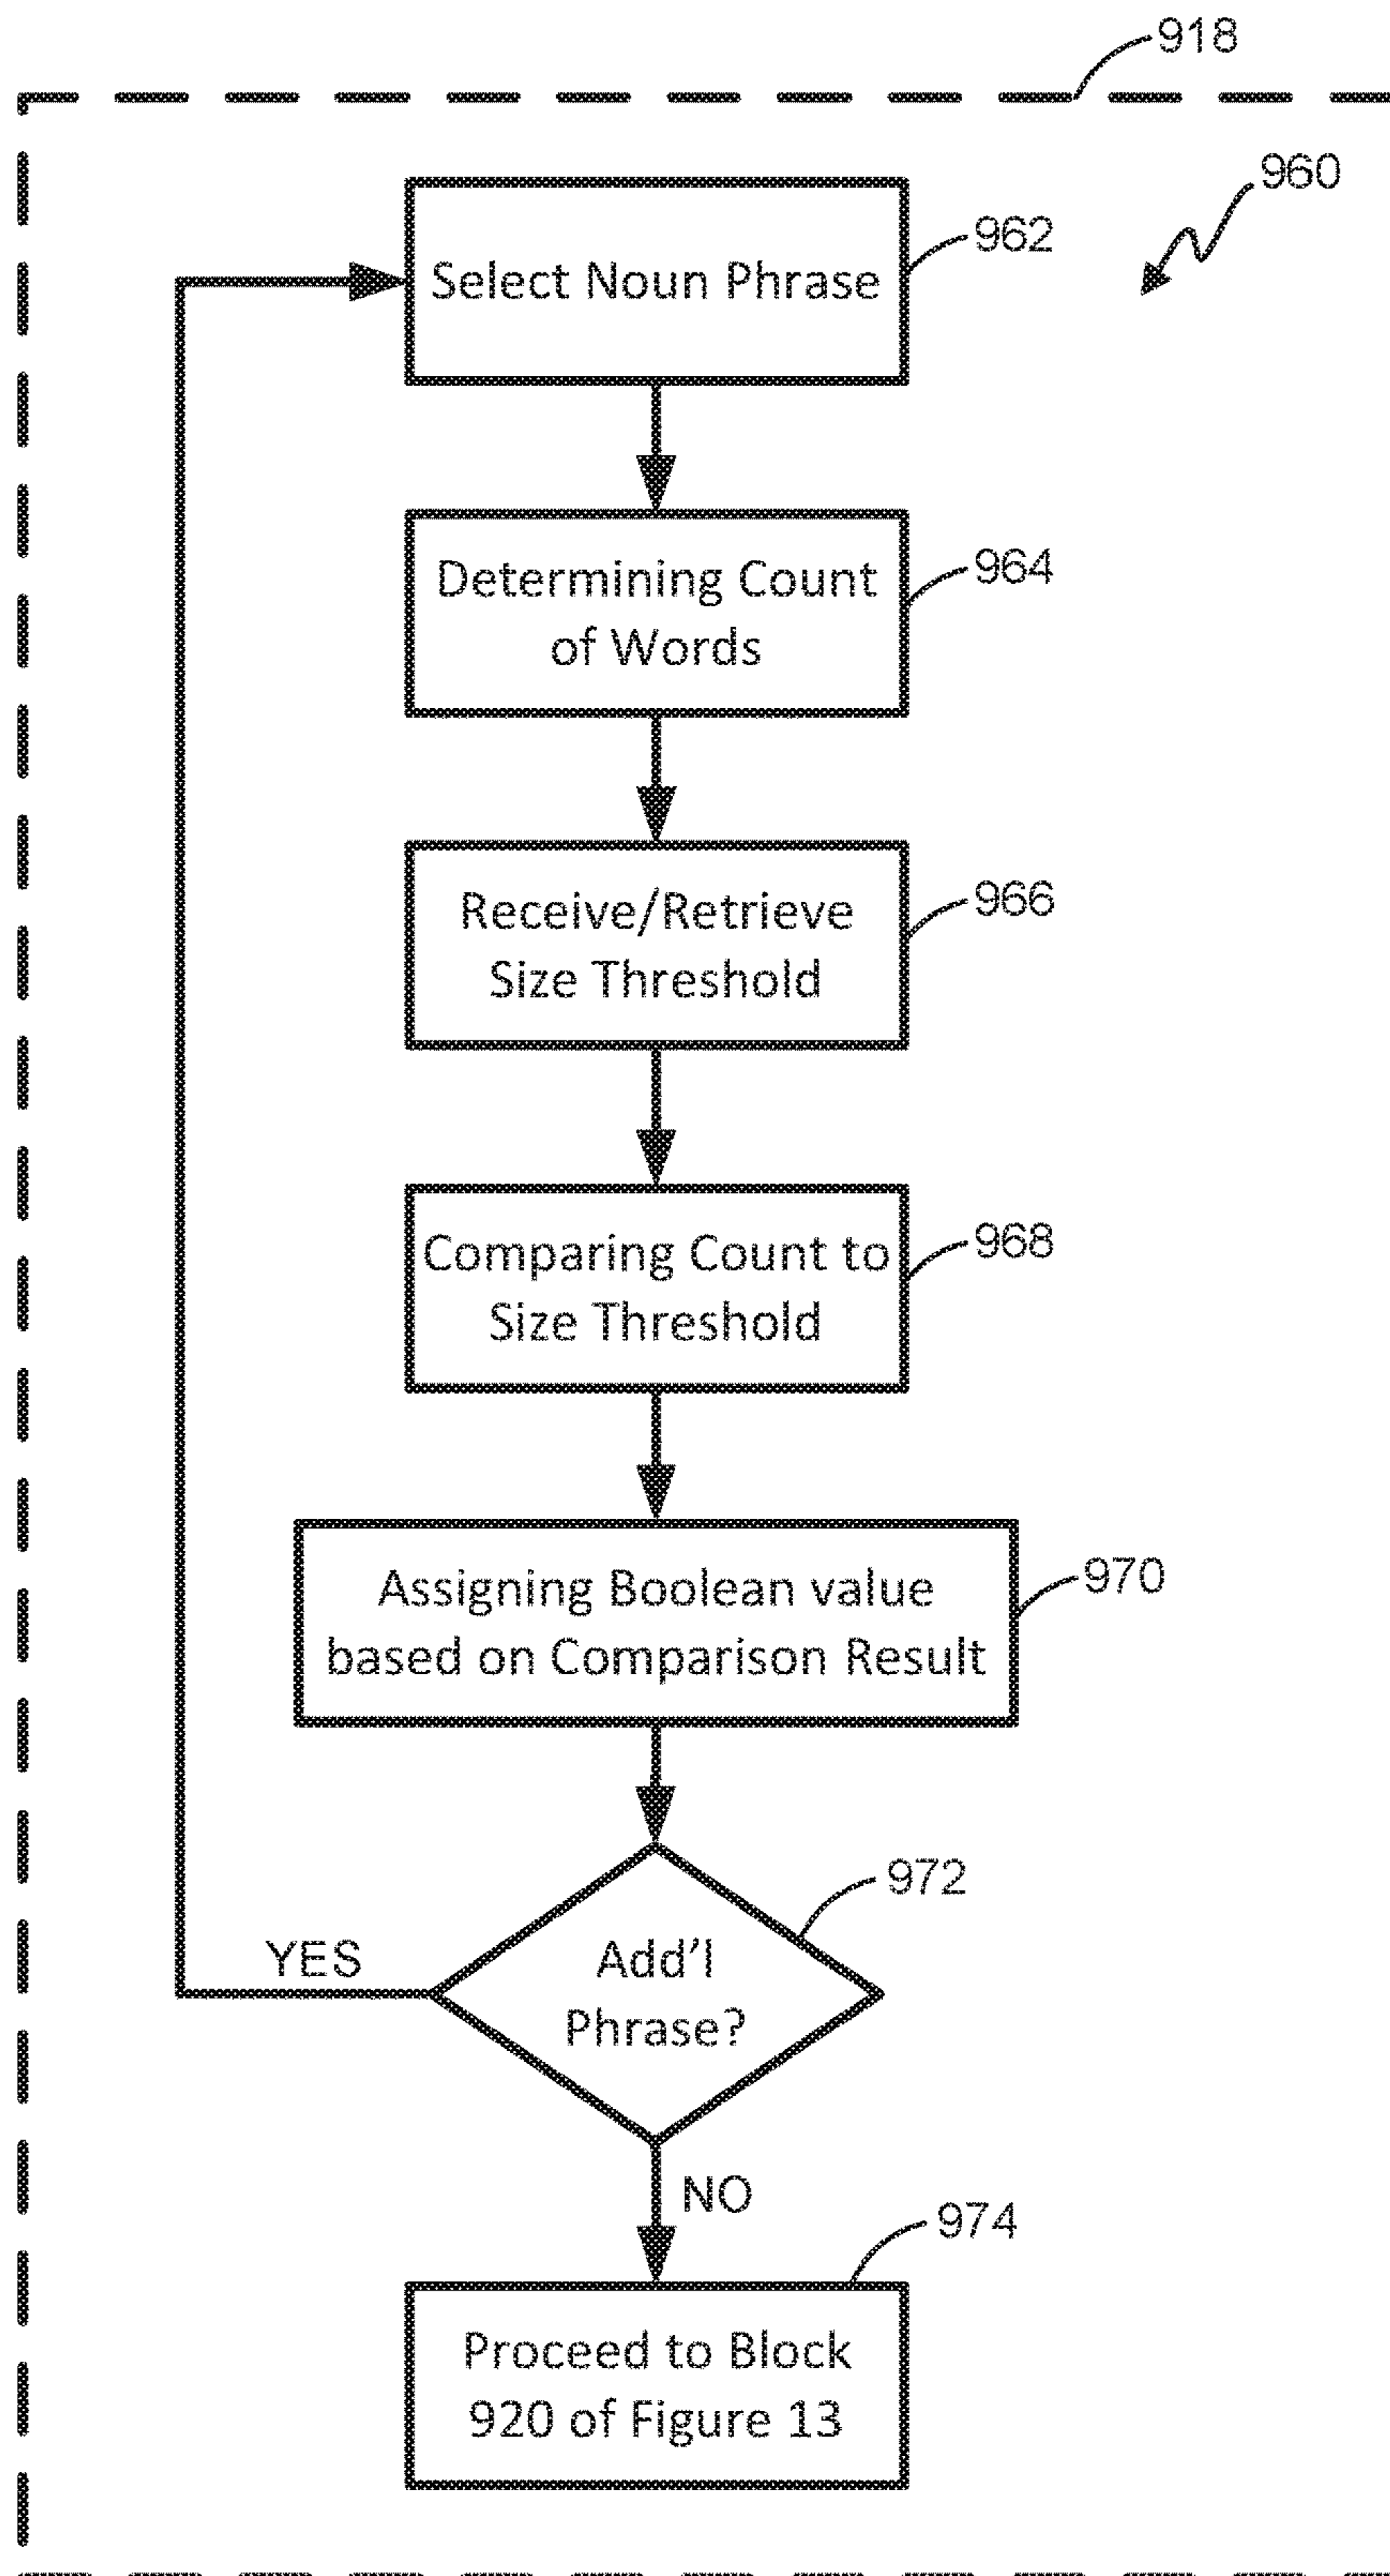 918
960
Select Noun Phrase
962
Determining Count
of Words
964
Receive/Retrieve
Size Threshold
966
Comparing Count to
Size Threshold
968
Assigning Boolean value
based on Comparison Result
970
972
Add'l
Phrase?
YES
NO
974
Proceed to Block
920 of Figure 13